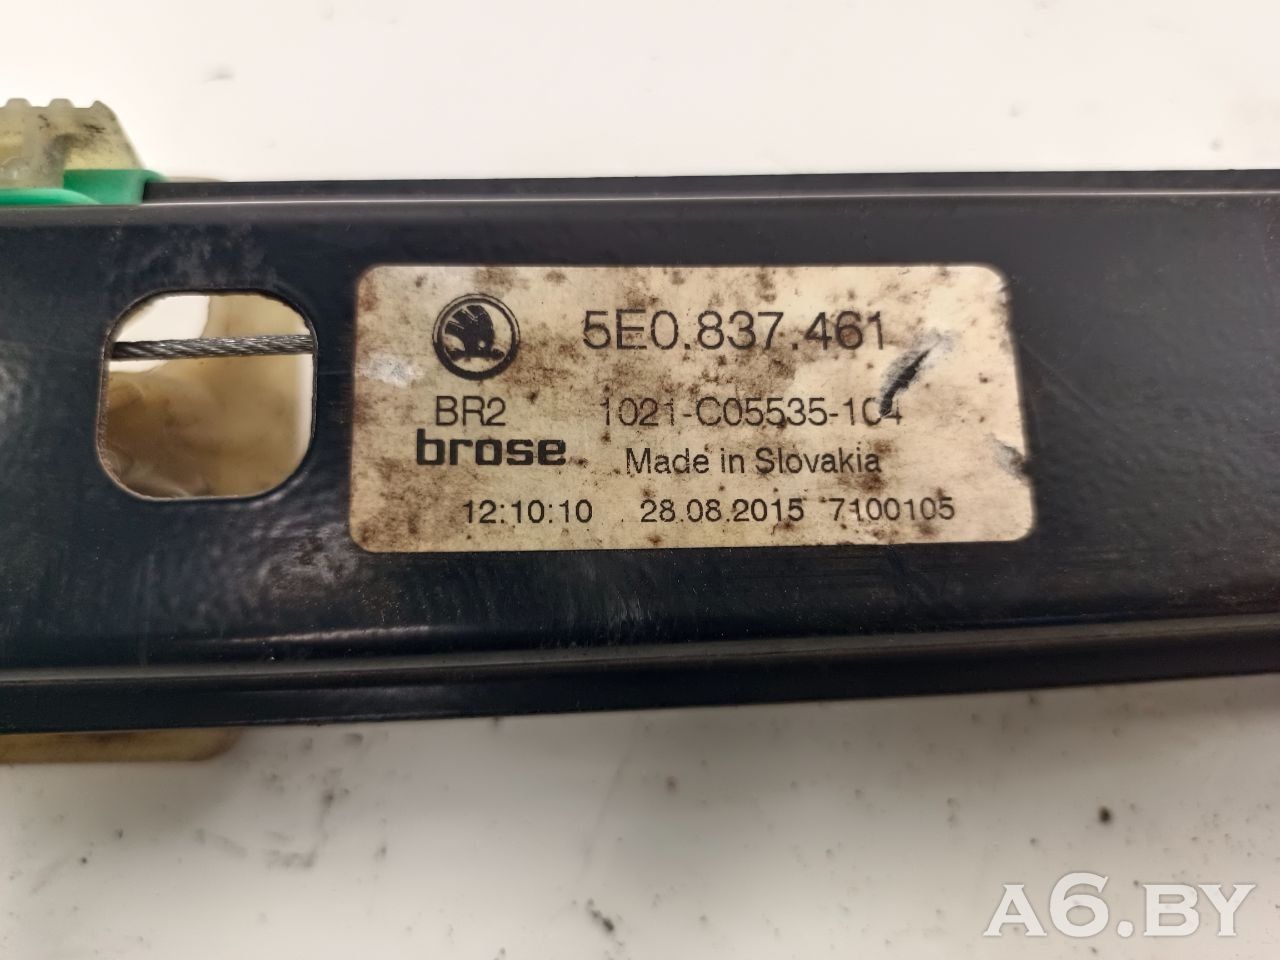 5E0.837.461
BR2 1021-C05535-104
brose Made in Slovakia
12:10:10 28.08.2015 7100105
A6.BY